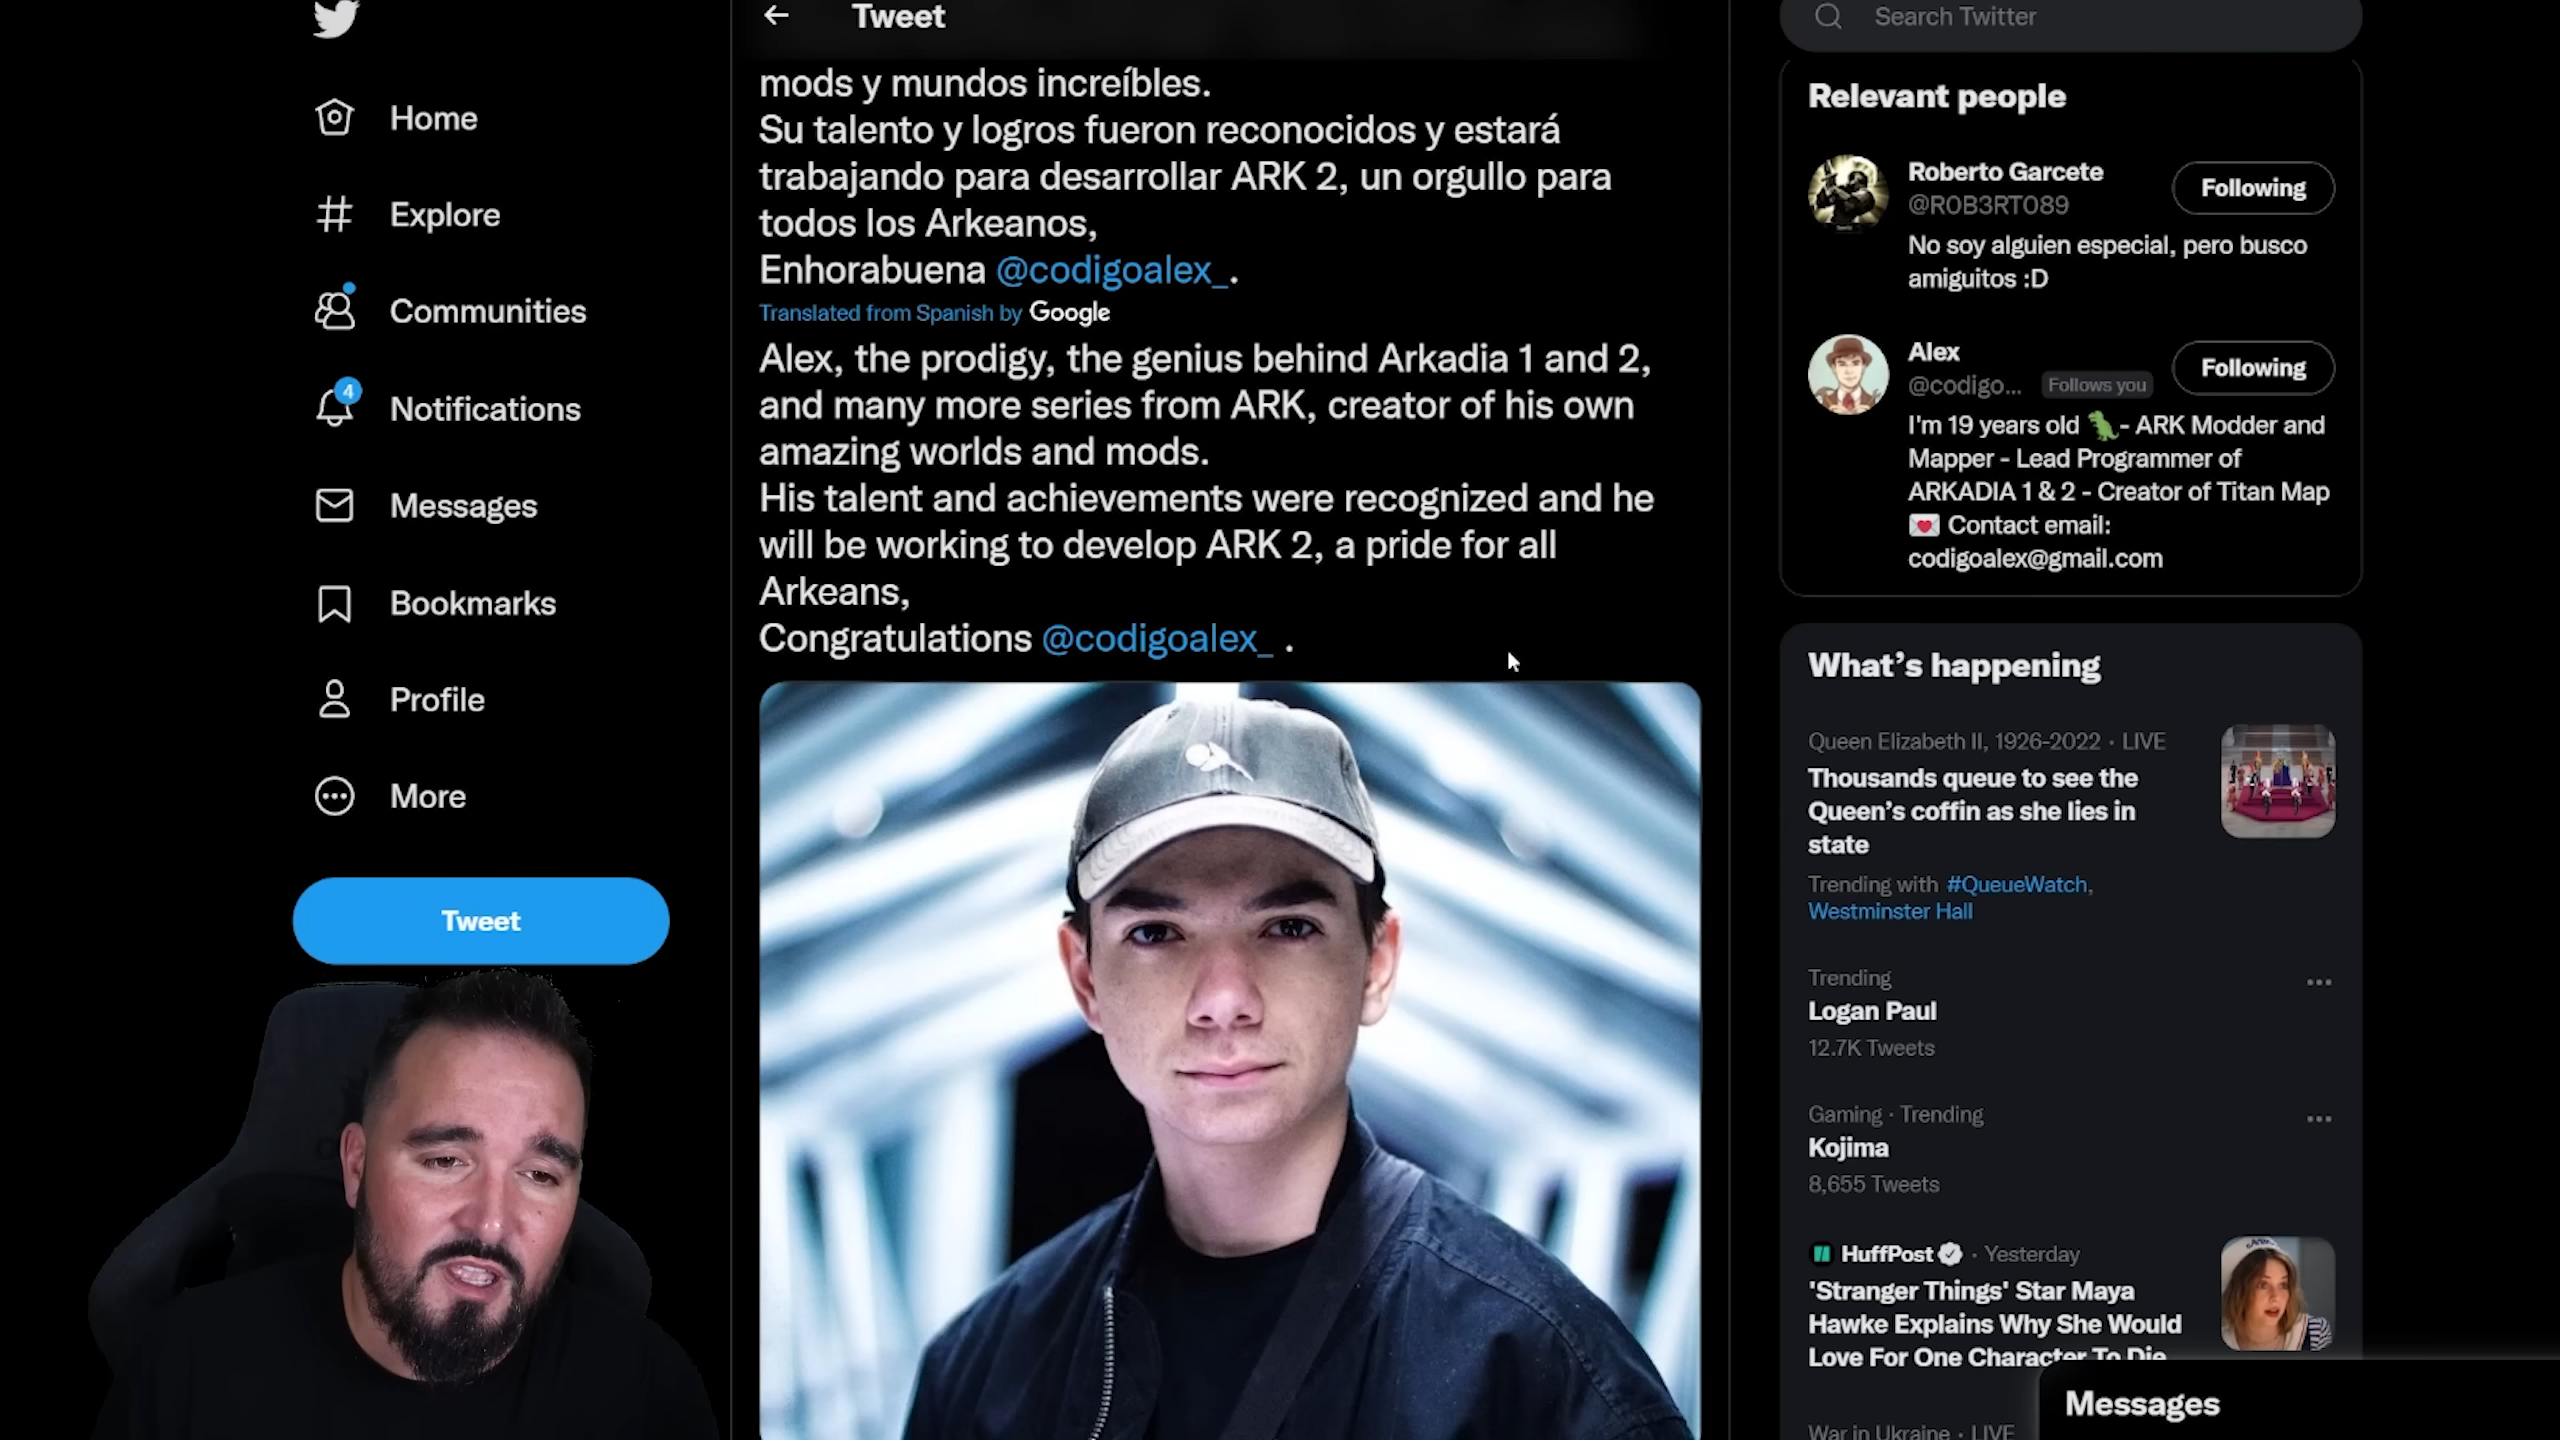 Home
Explore
Communities
4
Notifications
Messages
Bookmarks
Profile
More
Tweet
Tweet
mods y mundos increíbles.
Su talento y logros fueron reconocidos y estará
trabajando para desarrollar ARK 2, un orgullo para
todos los Arkeanos,
Enhorabuena @codigoalex_.
Translated from Spanish by Google
Alex, the prodigy, the genius behind Arkadia 1 and 2,
and many more series from ARK, creator of his own
amazing worlds and mods.
His talent and achievements were recognized and he
will be working to develop ARK 2, a pride for all
Arkeans,
Congratulations @codigoalex_ .
Search Twitter
Relevant people
Roberto Garcete
@R0B3RT089
Following
No soy alguien especial, pero busco
amiguitos :D
Alex
@codigo... Follows you
Following
I'm 19 years old 🦖- ARK Modder and
Mapper - Lead Programmer of
ARKADIA 1 & 2 - Creator of Titan Map
💌 Contact email:
codigoalex@gmail.com
What's happening
Queen Elizabeth II, 1926-2022 · LIVE
Thousands queue to see the
Queen's coffin as she lies in
state
Trending with #QueueWatch,
Westminster Hall
Trending
Logan Paul
12.7K Tweets
Gaming · Trending
Kojima
8,655 Tweets
HuffPost · Yesterday
'Stranger Things' Star Maya
Hawke Explains Why She Would
Love For One Character To Die
War in Ukraine · LIVE
Messages